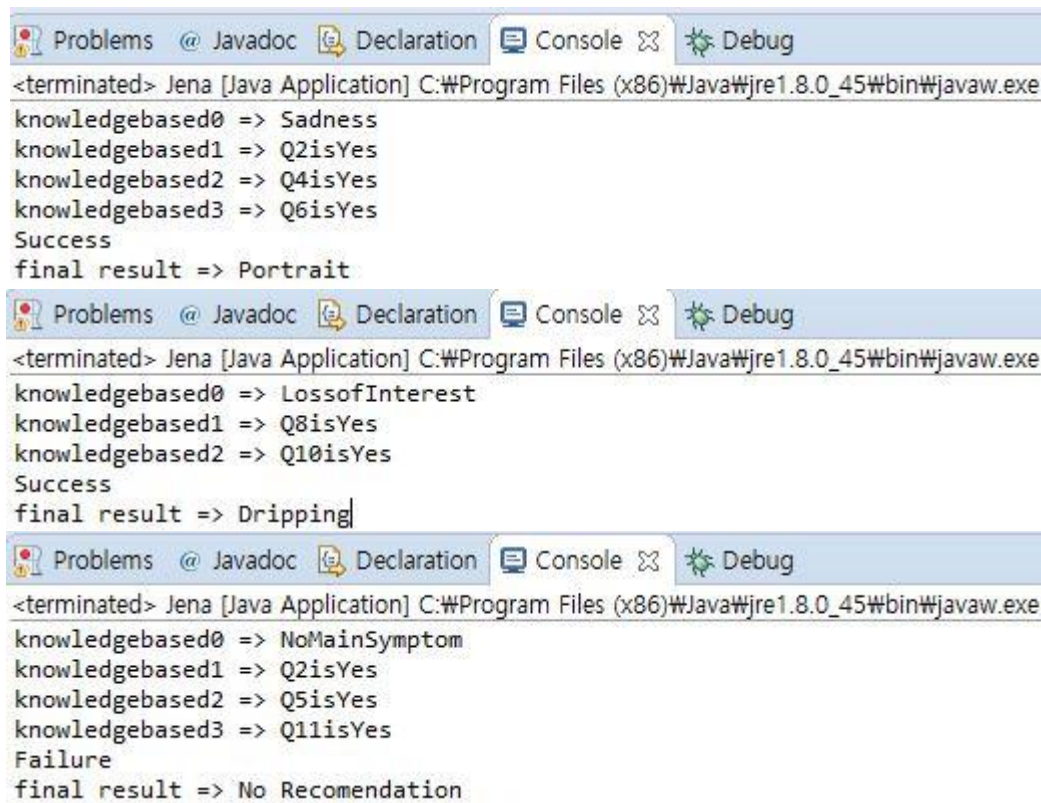 Problems @ Javadoc Declaration Console Debug
<terminated> Jena [Java Application] C:₩Program Files (x86)₩Java₩jre1.8.0_45₩bin₩javaw.exe
knowledgebased0 => Sadness
knowledgebased1 => Q2isYes
knowledgebased2 => Q4isYes
knowledgebased3 => Q6isYes
Success
final result => Portrait
Problems @ Javadoc Declaration Console Debug
<terminated> Jena [Java Application] C:₩Program Files (x86)₩Java₩jre1.8.0_45₩bin₩javaw.exe
knowledgebased0 => LossofInterest
knowledgebased1 => Q8isYes
knowledgebased2 => Q10isYes
Success
final result => Dripping
Problems @ Javadoc Declaration Console Debug
<terminated> Jena [Java Application] C:₩Program Files (x86)₩Java₩jre1.8.0_45₩bin₩javaw.exe
knowledgebased0 => NoMainSymptom
knowledgebased1 => Q2isYes
knowledgebased2 => Q5isYes
knowledgebased3 => Q11isYes
Failure
final result => No Recomendation